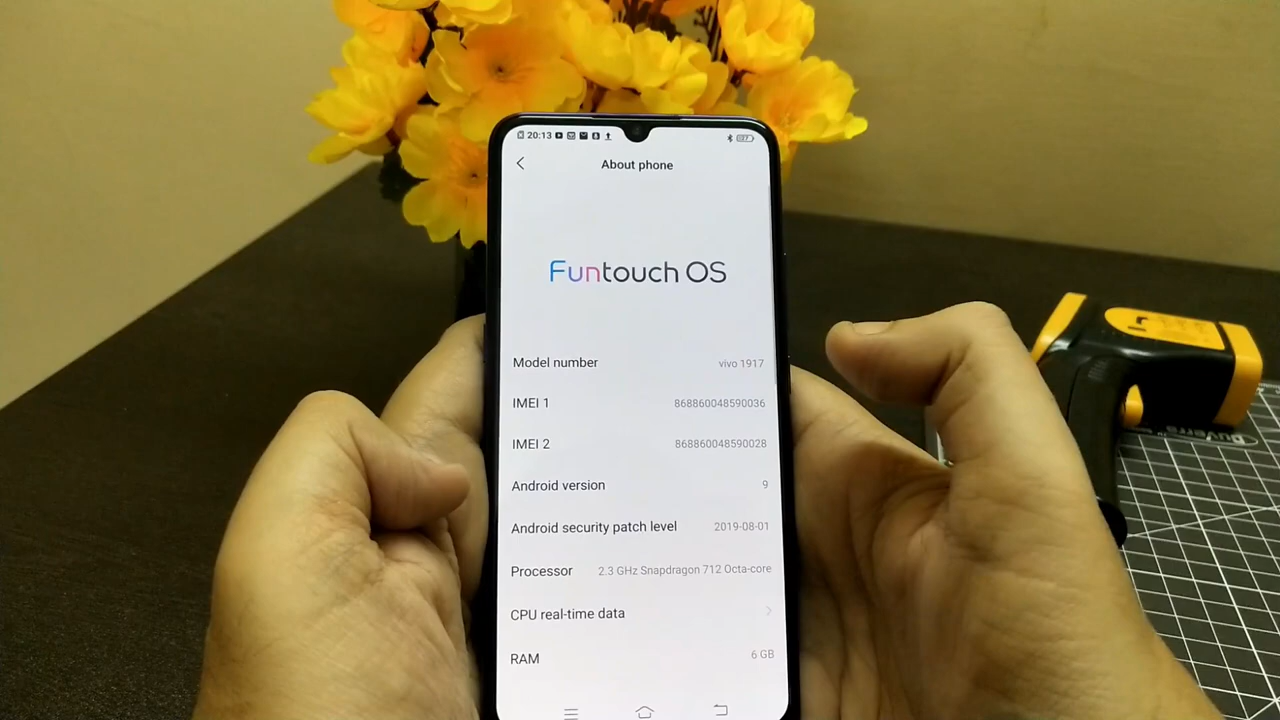 20:13
About phone
Funtouch OS
Model number vivo 1917
IMEI 1 868860048590036
IMEI 2 868860048590028
Android version 9
Android security patch level 2019-08-01
Processor 2.3 GHz Snapdragon 712 Octa-core
CPU real-time data
RAM 6 GB